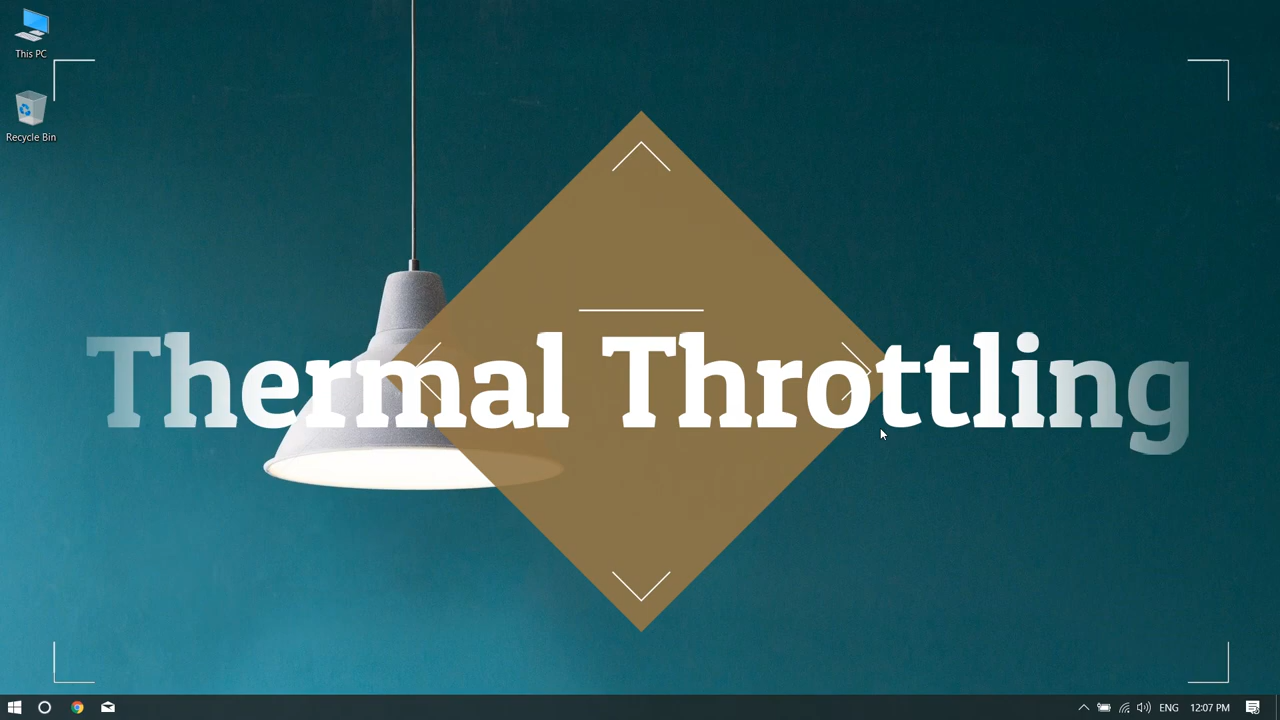 This PC
Recycle Bin
Thermal Throttling
ENG
12:07 PM